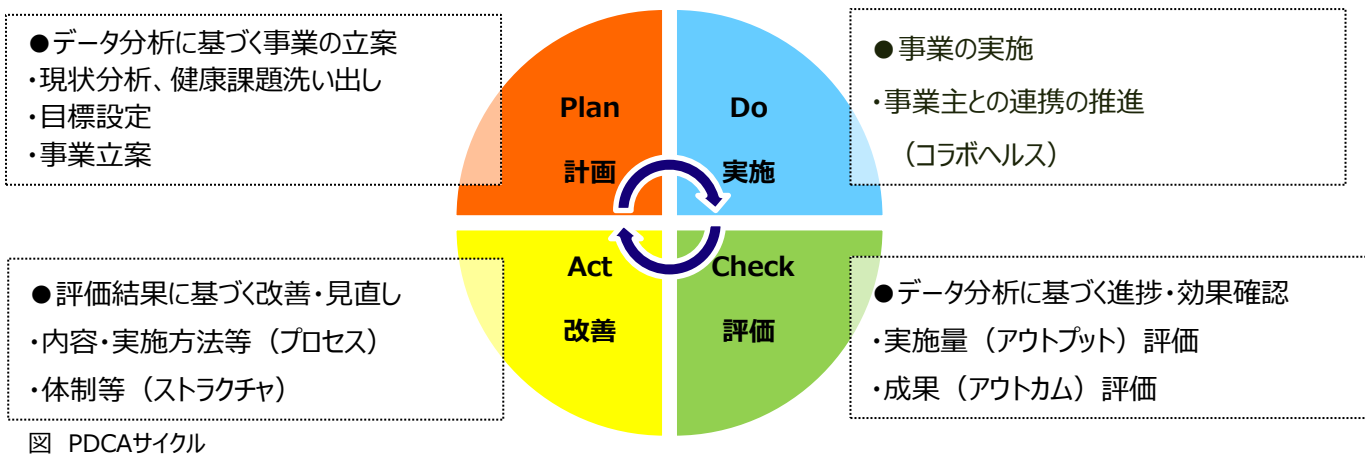 ●データ分析に基づく事業の立案
・現状分析、健康課題洗い出し
・目標設定
・事業立案
Plan
計画
Do
実施
●事業の実施
・事業主との連携の推進
（コラボヘルス）
●評価結果に基づく改善・見直し
・内容・実施方法等（プロセス）
・体制等（ストラクチャ）
Act
改善
Check
評価
●データ分析に基づく進捗・効果確認
・実施量（アウトプット）評価
・成果（アウトカム）評価
図 PDCAサイクル